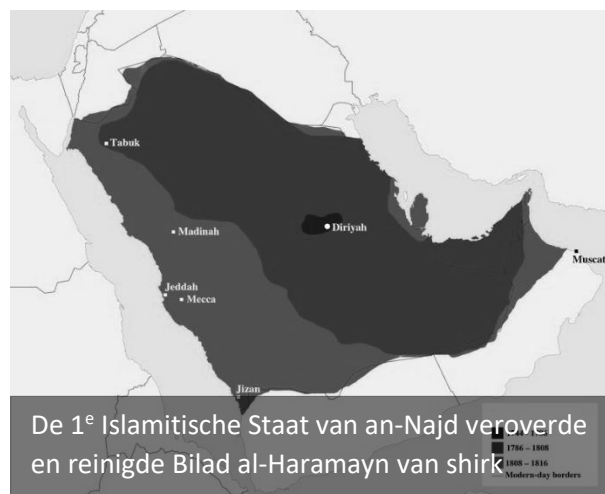 Tabuk
Madinah
Diriyah
Muscat
Jeddah
Mecca
Jizan
De 1e Islamitische Staat van an-Najd veroverde
en reinigde Bilad al-Haramayn van shirk
1786 – 1808
1808 – 1816
Modern-day borders